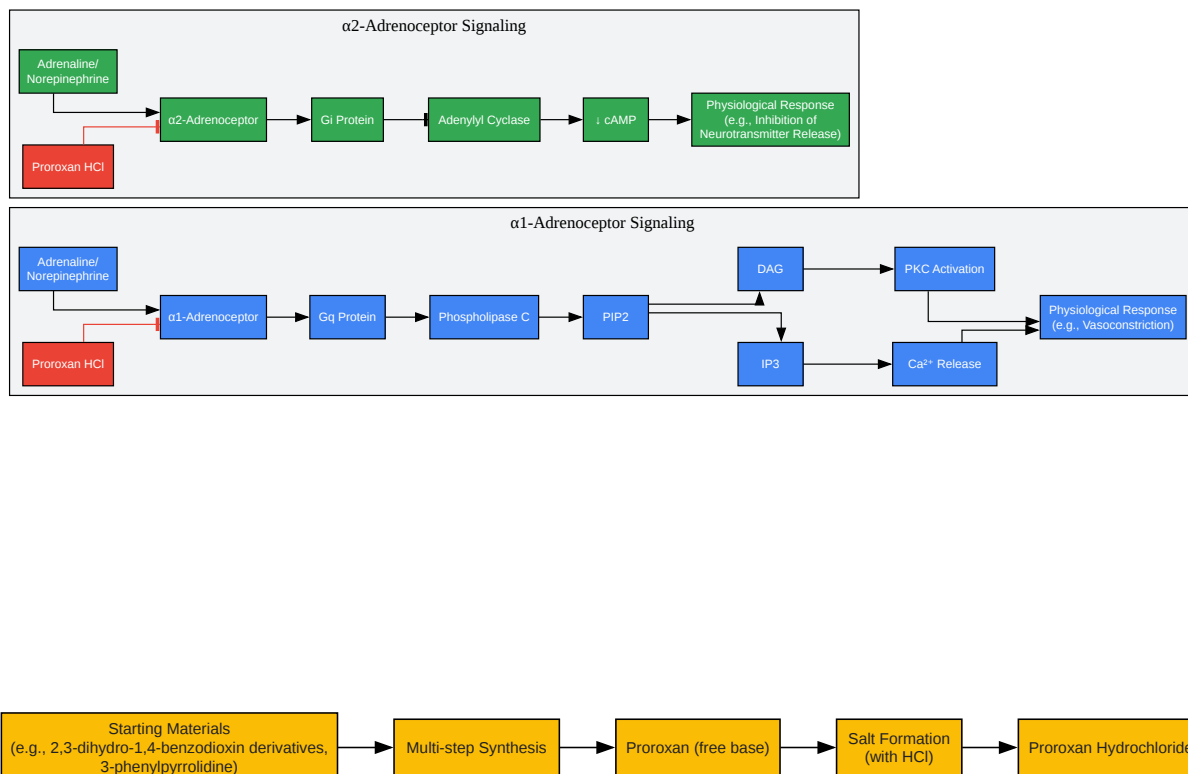 α2-Adrenoceptor Signaling
Adrenaline/
Norepinephrine
Proroxan HCl
α2-Adrenoceptor
Gi Protein
Adenylyl Cyclase
↓ cAMP
Physiological Response
(e.g., Inhibition of
Neurotransmitter Release)
α1-Adrenoceptor Signaling
Adrenaline/
Norepinephrine
Proroxan HCl
α1-Adrenoceptor
Gq Protein
Phospholipase C
PIP2
DAG
PKC Activation
IP3
Ca²⁺ Release
Physiological Response
(e.g., Vasoconstriction)
Starting Materials
(e.g., 2,3-dihydro-1,4-benzodioxin derivatives,
3-phenylpyrrolidine)
Multi-step Synthesis
Proroxan (free base)
Salt Formation
(with HCl)
Proroxan Hydrochloride